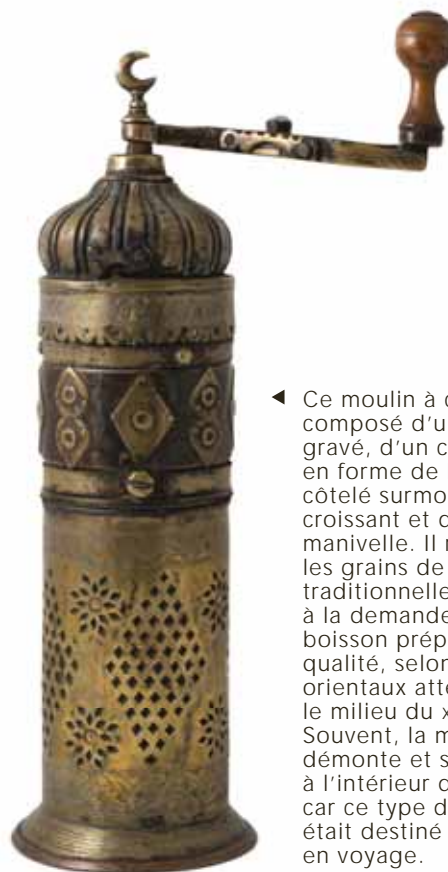 ◄ Ce moulin à c
composé d'u
gravé, d'un c
en forme de
côtelé surmo
croissant et d
manivelle. Il m
les grains de
traditionnelle
à la demande
boisson prép
qualité, selon
orientaux atte
le milieu du x
Souvent, la m
démonte et s
à l'intérieur d
car ce type d
était destiné
en voyage.